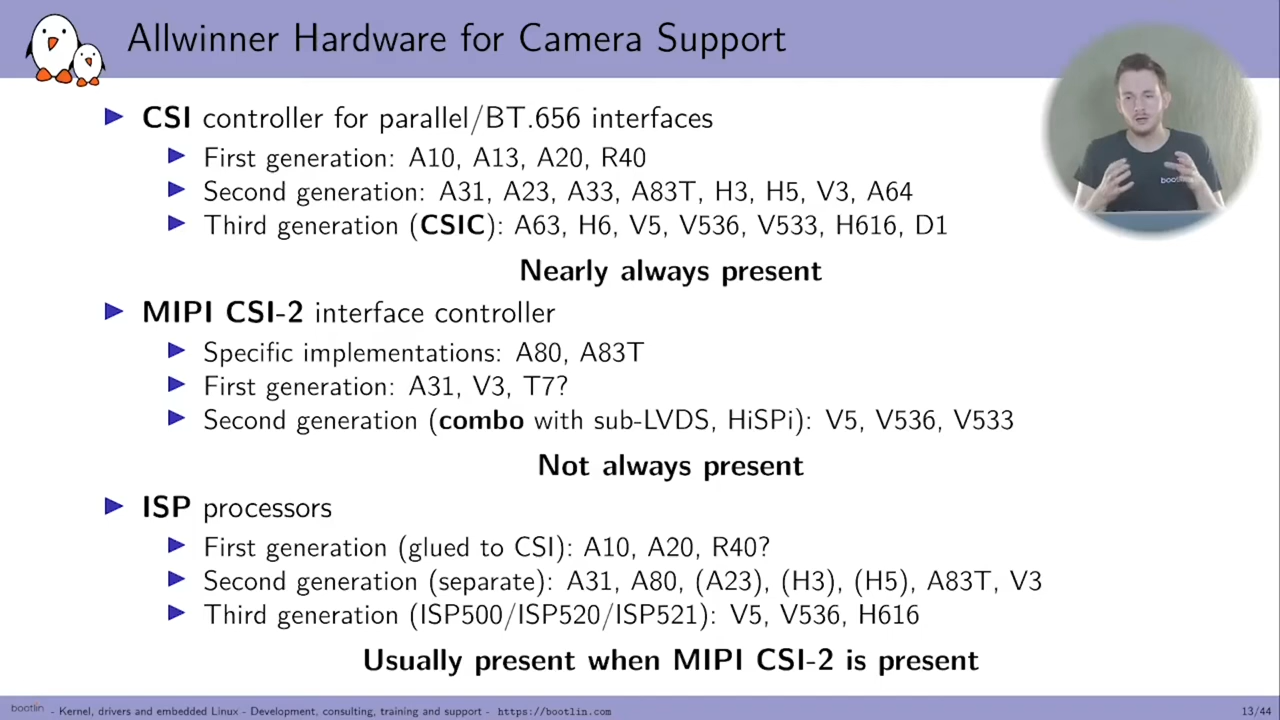 Allwinner Hardware for Camera Support
CSI controller for parallel/BT.656 interfaces
First generation: A10, A13, A20, R40
Second generation: A31, A23, A33, A83T, H3, H5, V3, A64
Third generation (CSIC): A63, H6, V5, V536, V533, H616, D1
Nearly always present
MIPI CSI-2 interface controller
Specific implementations: A80, A83T
First generation: A31, V3, T7?
Second generation (combo with sub-LVDS, HiSPi): V5, V536, V533
Not always present
ISP processors
First generation (glued to CSI): A10, A20, R40?
Second generation (separate): A31, A80, (A23), (H3), (H5), A83T, V3
Third generation (ISP500/ISP520/ISP521): V5, V536, H616
Usually present when MIPI CSI-2 is present
bootlin
bootlin - Kernel, drivers and embedded Linux - Development, consulting, training and support - https://bootlin.com
13/44